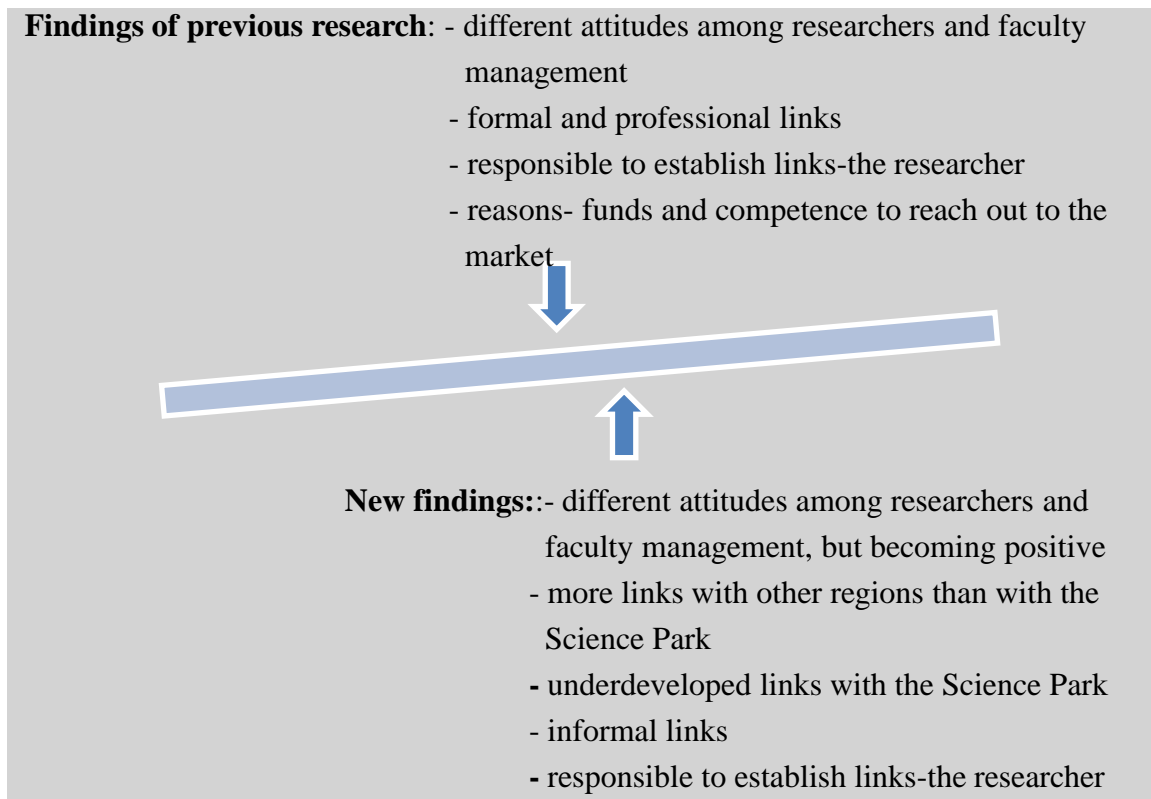 Findings of previous research: - different attitudes among researchers and faculty
management
- formal and professional links
- responsible to establish links-the researcher
- reasons- funds and competence to reach out to the
market
New findings::- different attitudes among researchers and
faculty management, but becoming positive
- more links with other regions than with the
Science Park
- underdeveloped links with the Science Park
- informal links
- responsible to establish links-the researcher